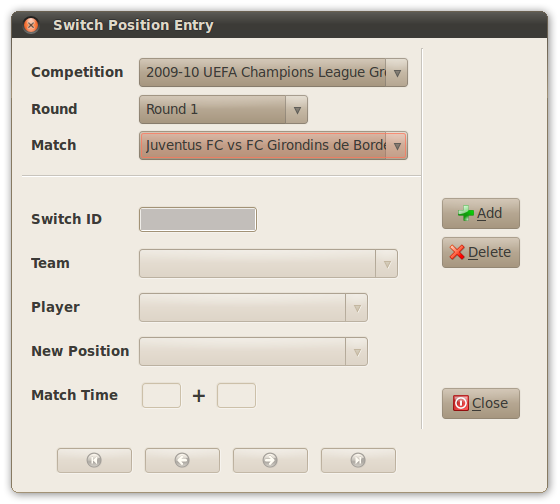 Switch Position Entry
Competition 2009-10 UEFA Champions League Gr
Round Round 1
Match Juventus FC vs FC Girondins de Borde
Switch ID
Add
Team
Delete
Player
New Position
Match Time +
Close